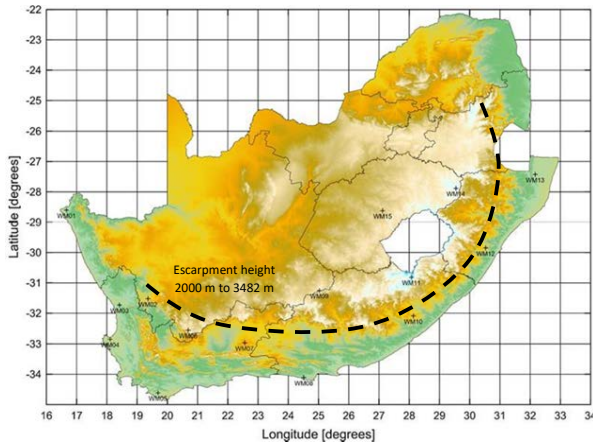 -22
-23
-24
-25
-26
-27
-28
-29
-30
-31
-32
-33
-34
Latitude [degrees]
WM13
WM14
WM01
WM15
WM12
Escarpment height
2000 m to 3482 m
WM11
WM09
WM02
WM03
WM10
WM06
WM04
WM07
WM08
WM05
16 17 18 19 20 21 22 23 24 25 26 27 28 29 30 31 32 33 34
Longitude [degrees]